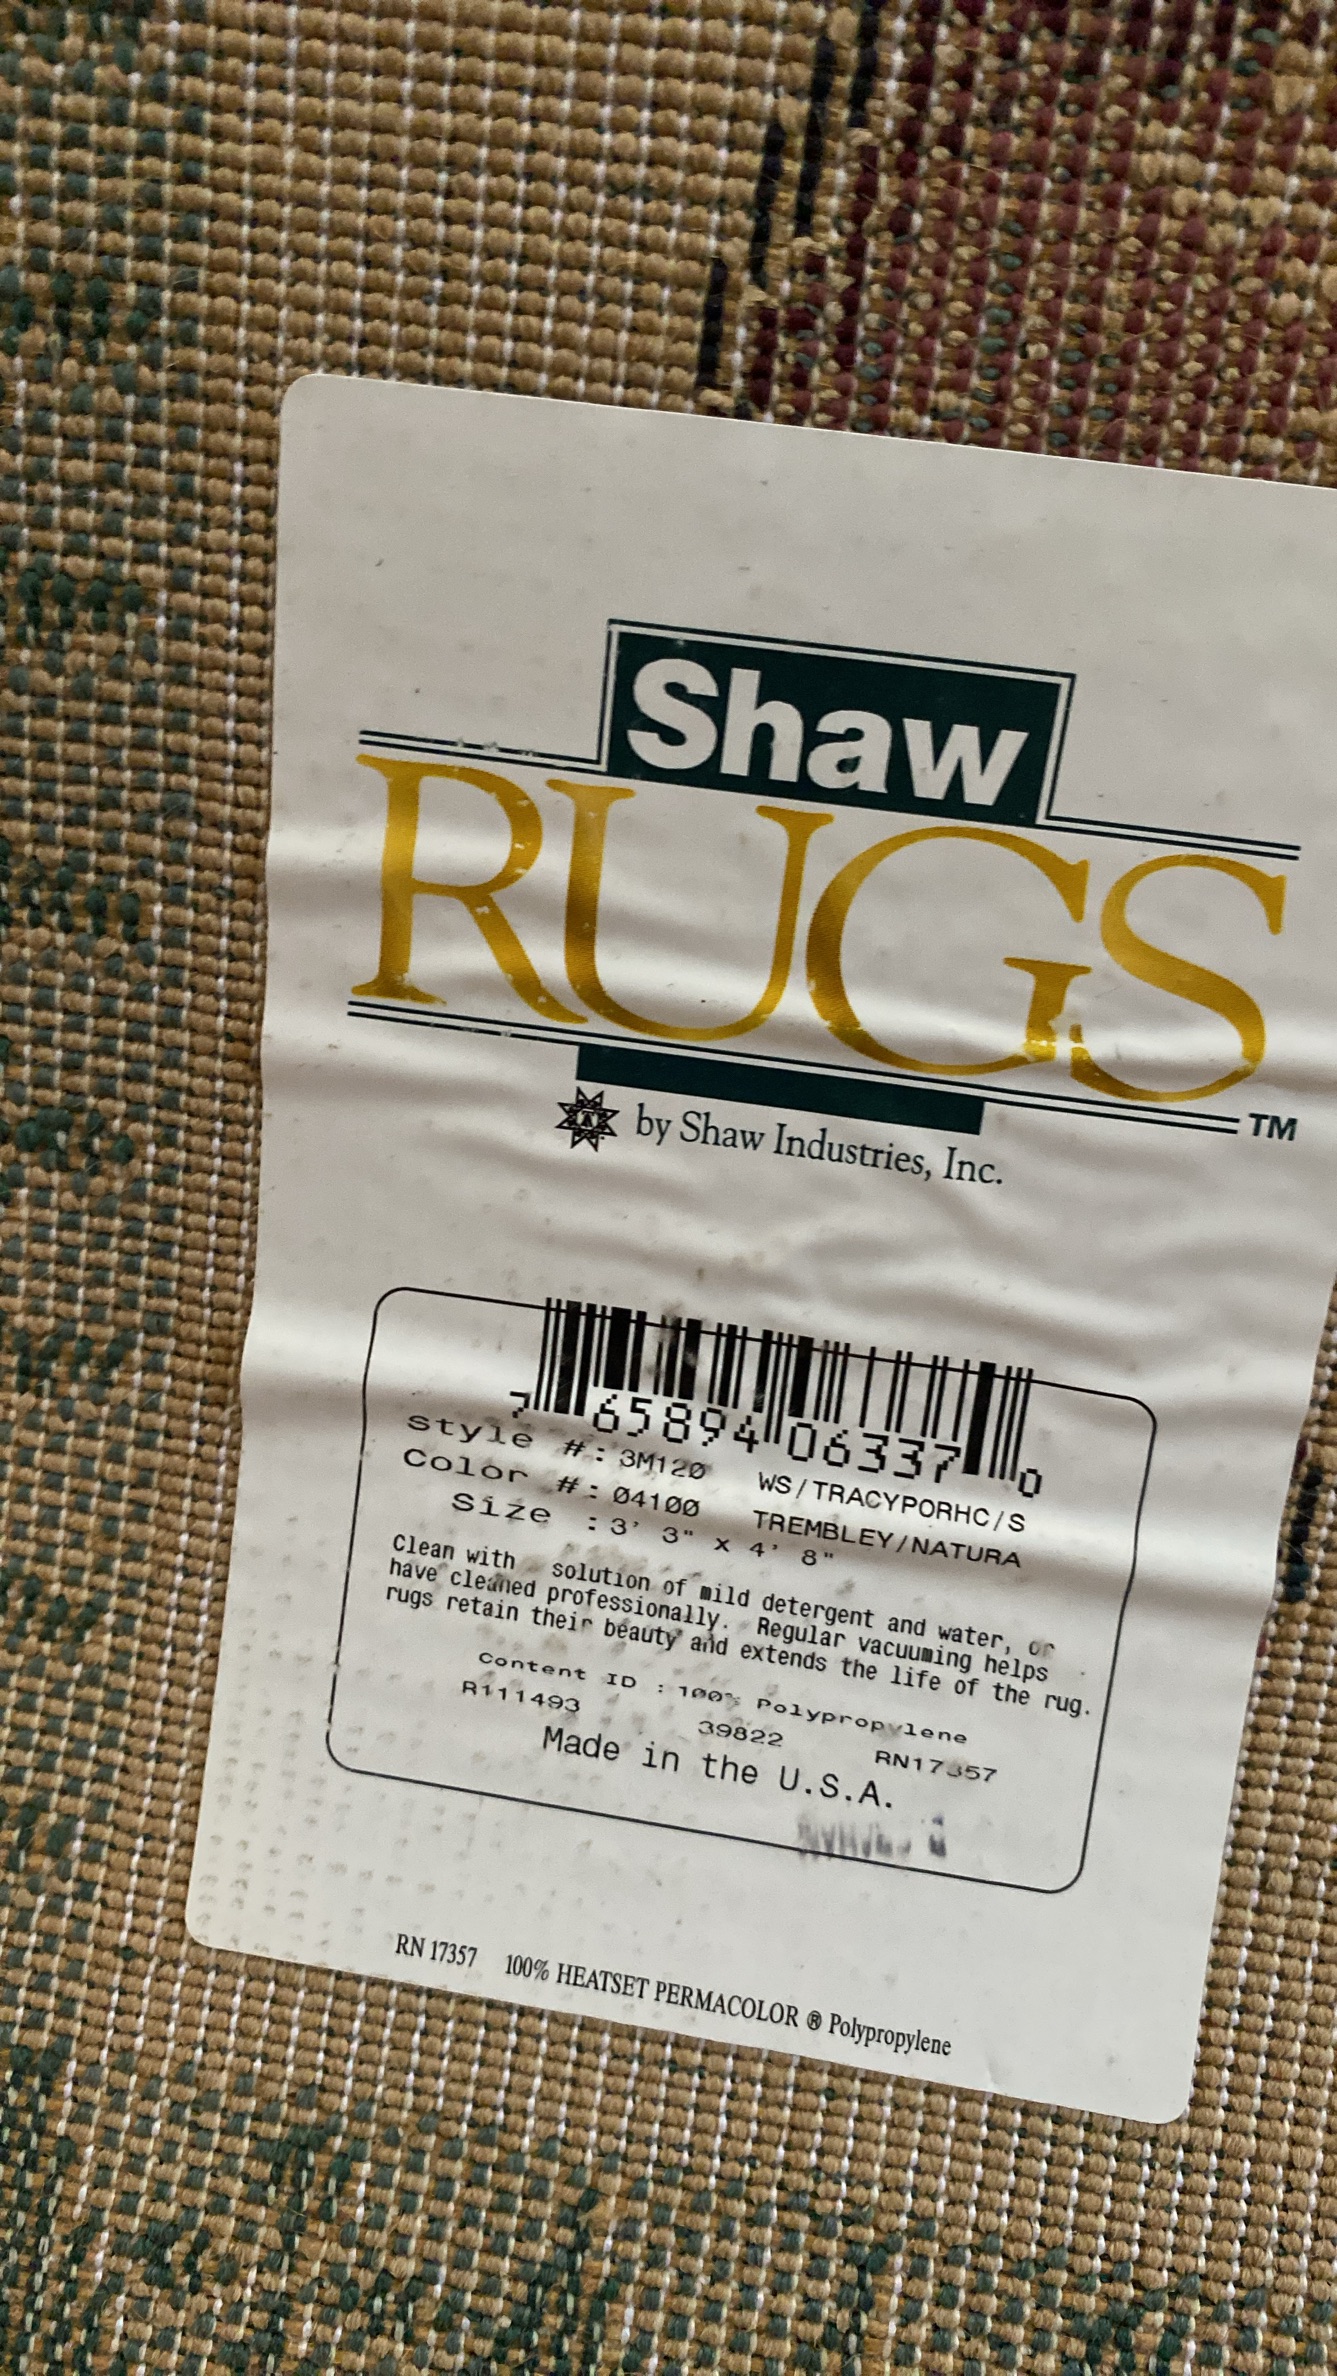 Shaw
RUGS
TM
by Shaw Industries, Inc.
7 65894 06337 0
Style #: 3M120 WS/TRACYPORHC/S
Color #: 04100 TREMBLEY/NATURA
Size : 3' 3" x 4' 8"
Clean with solution of mild detergent and water, or
have cleaned professionally. Regular vacuuming helps
rugs retain their beauty and extends the life of the rug.
Content ID : 100% Polypropylene
R111493 39822 RN17357
Made in the U.S.A.
RN 17357 100% HEATSET PERMACOLOR ® Polypropylene